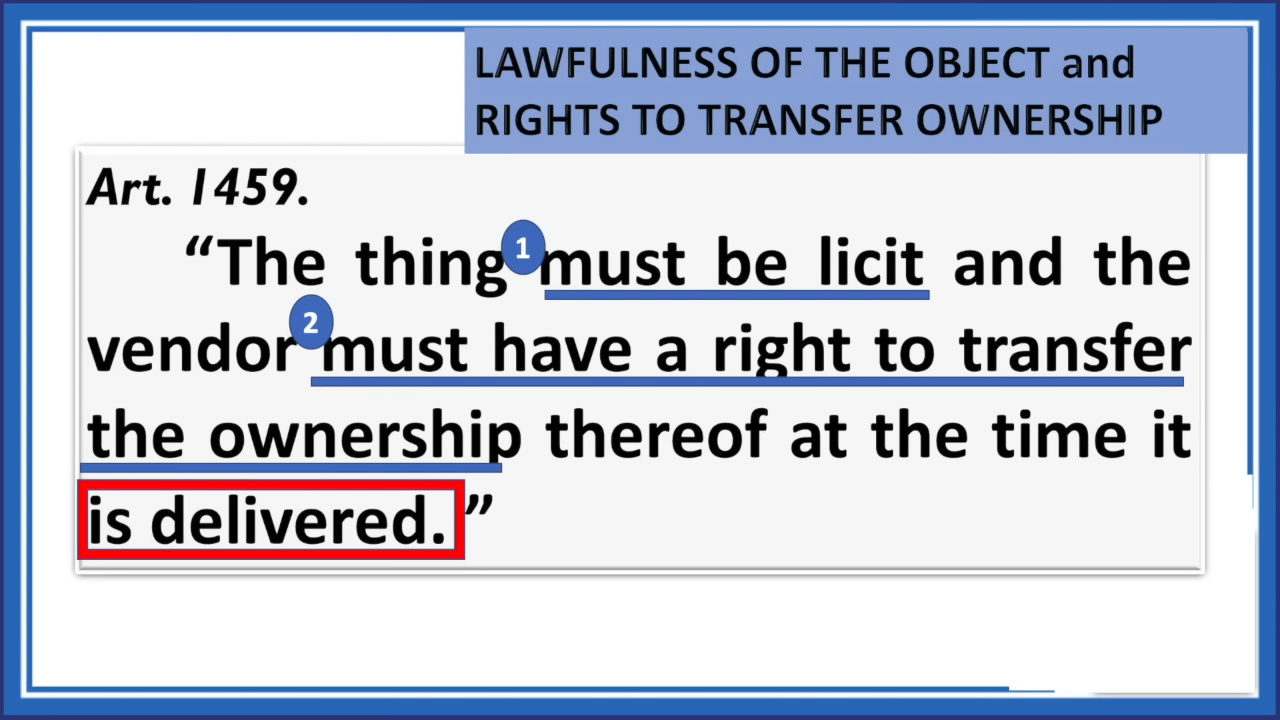 LAWFULNESS OF THE OBJECT and
RIGHTS TO TRANSFER OWNERSHIP
Art. 1459.
“The thing 1 must be licit and the
vendor 2 must have a right to transfer
the ownership thereof at the time it
is delivered. ”